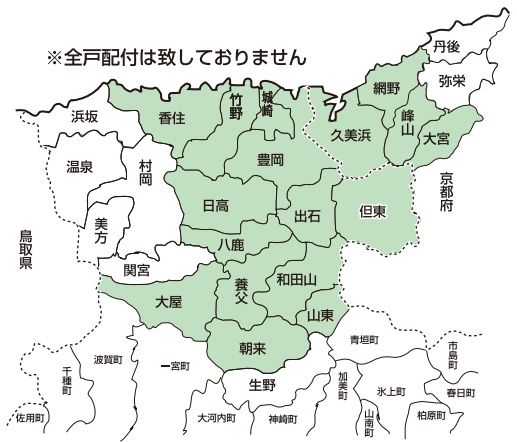 ※全戸配付は致しておりません
丹後
弥栄
網野
峰山
大宮
久美浜
城崎
竹野
香住
浜坂
温泉
村岡
豊岡
京都府
日高
出石
但東
美方
鳥取県
八鹿
関宮
養父
和田山
大屋
山東
朝来
生野
青垣町
市島町
波賀町
一宮町
千種町
加美町
氷上町
春日町
佐用町
大河内町
神崎町
山南町
柏原町